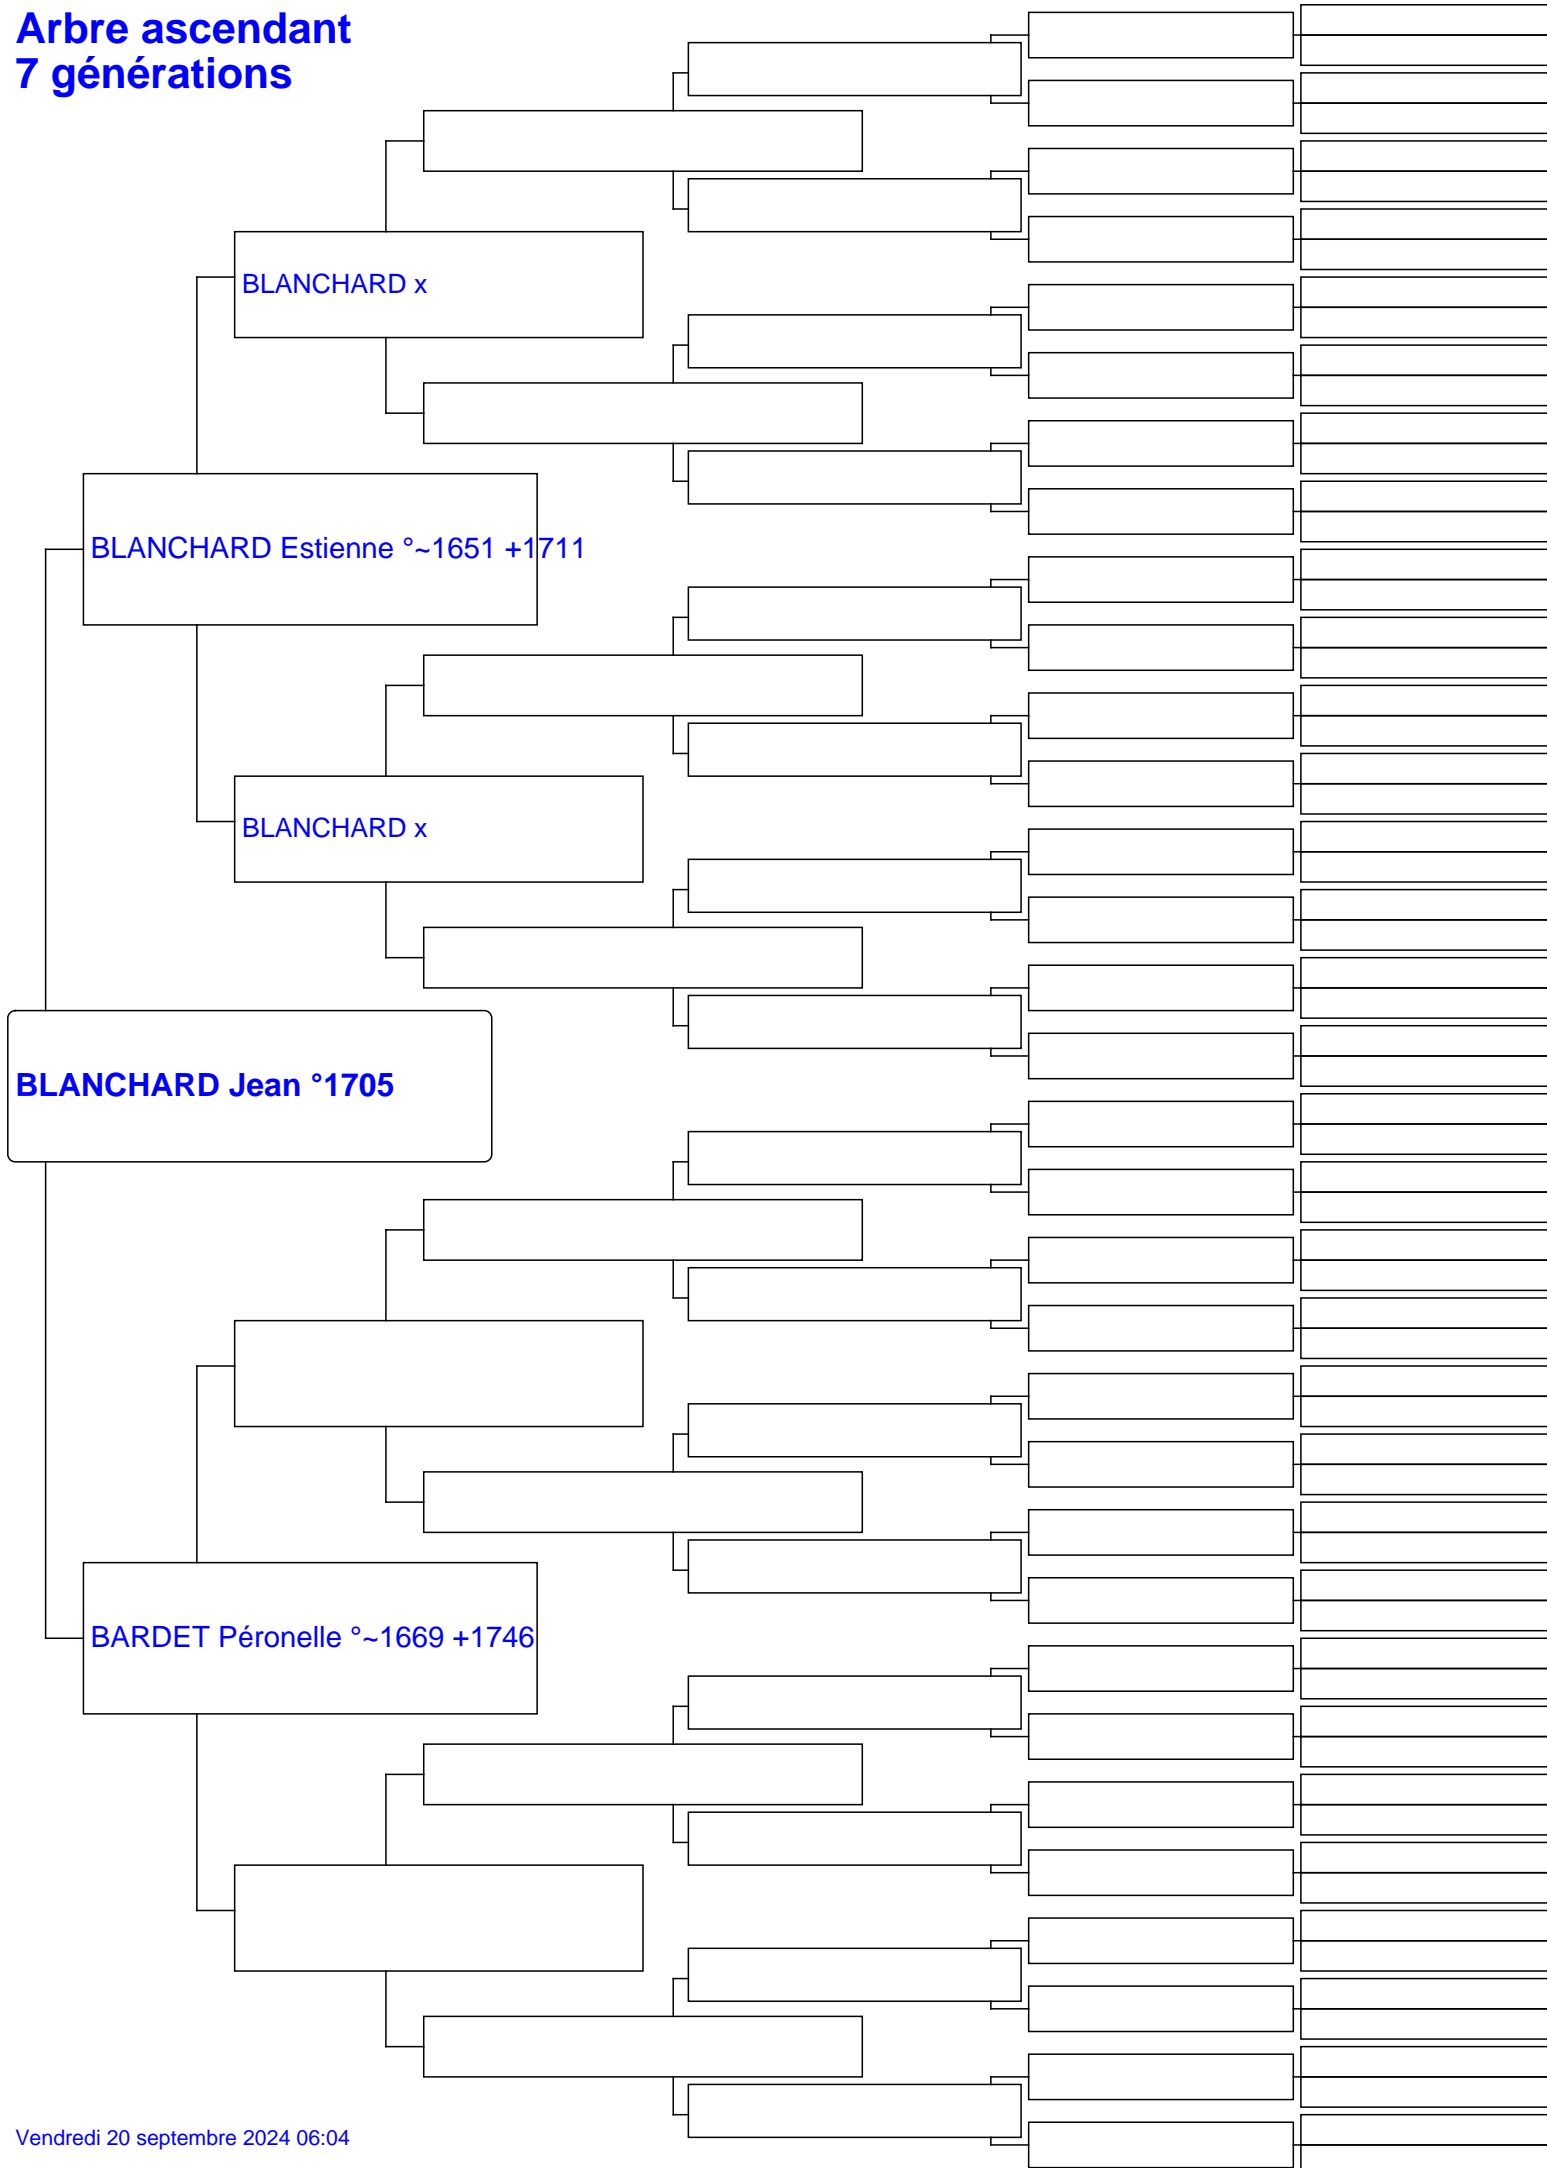 Arbre ascendant
7 générations
BLANCHARD x
BLANCHARD Estienne °~1651 +1711
BLANCHARD x
BLANCHARD Jean °1705
BARDET Péronelle °~1669 +1746
Vendredi 20 septembre 2024 06:04